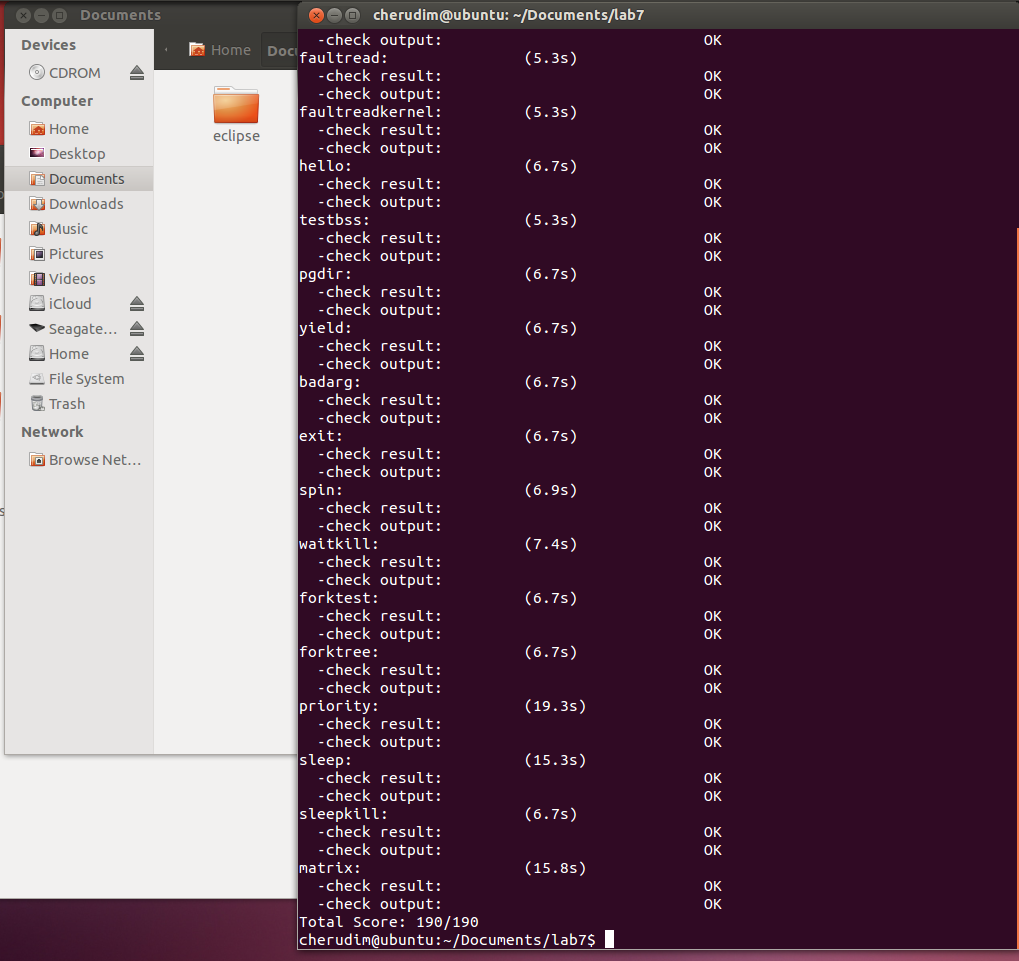 Documents
Devices
CDROM
Computer
Home
Desktop
Documents
Downloads
Music
Pictures
Videos
iCloud
Seagate...
Home
File System
Trash
Network
Browse Net...
Home
Docu
eclipse
cherudim@ubuntu: ~/Documents/lab7
-check output: OK
faultread: (5.3s)
-check result: OK
-check output: OK
faultreadkernel: (5.3s)
-check result: OK
-check output: OK
hello: (6.7s)
-check result: OK
-check output: OK
testbss: (5.3s)
-check result: OK
-check output: OK
pgdir: (6.7s)
-check result: OK
-check output: OK
yield: (6.7s)
-check result: OK
-check output: OK
badarg: (6.7s)
-check result: OK
-check output: OK
exit: (6.7s)
-check result: OK
-check output: OK
spin: (6.9s)
-check result: OK
-check output: OK
waitkill: (7.4s)
-check result: OK
-check output: OK
forktest: (6.7s)
-check result: OK
-check output: OK
forktree: (6.7s)
-check result: OK
-check output: OK
priority: (19.3s)
-check result: OK
-check output: OK
sleep: (15.3s)
-check result: OK
-check output: OK
sleepkill: (6.7s)
-check result: OK
-check output: OK
matrix: (15.8s)
-check result: OK
-check output: OK
Total Score: 190/190
cherudim@ubuntu:~/Documents/lab7$